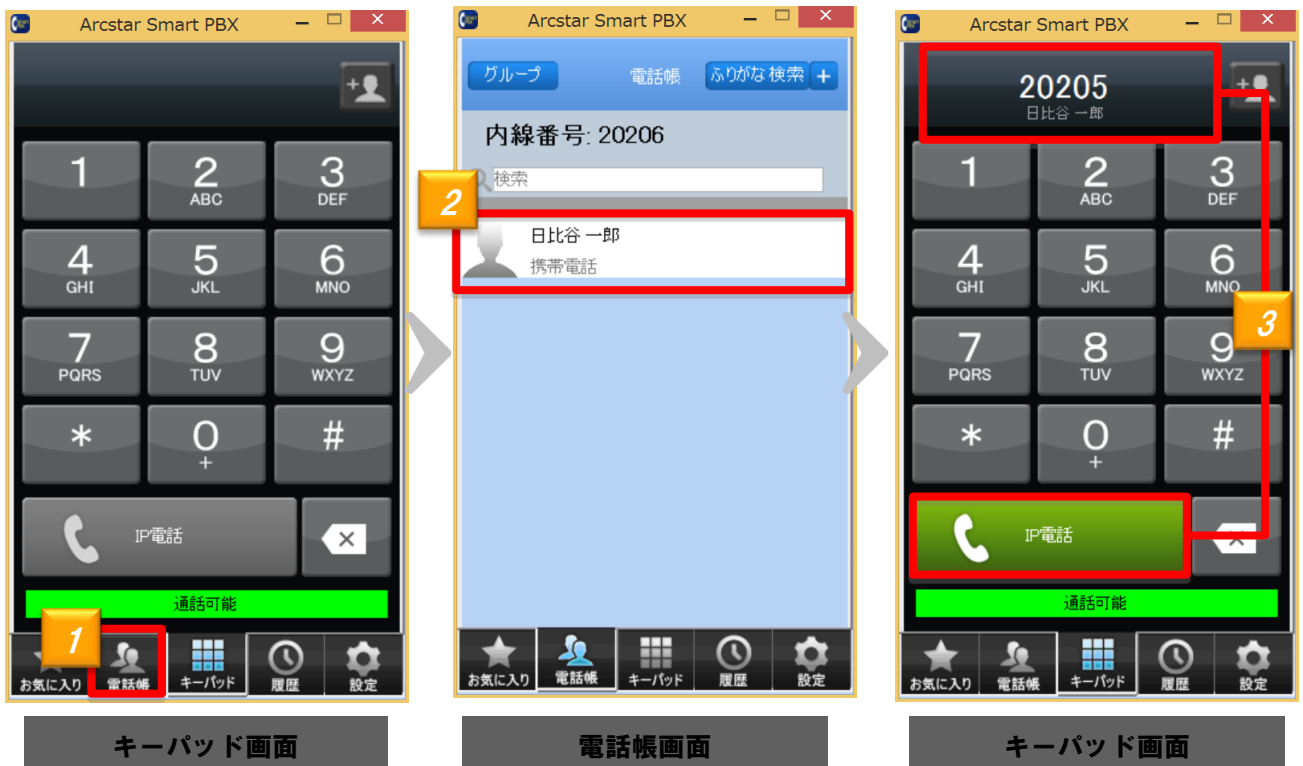 Arcstar Smart PBX
1
2
ABC
3
DEF
4
GHI
5
JKL
6
MNO
7
PQRS
8
TUV
9
WXYZ
*
0
+
#
IP電話
通話可能
1
お気に入り
電話帳
キーパッド
履歴
設定
キーパッド画面
Arcstar Smart PBX
グループ
電話帳
ふりがな検索
+
内線番号: 20206
検索
2
日比谷 一郎
携帯電話
お気に入り
電話帳
キーパッド
履歴
設定
電話帳画面
Arcstar Smart PBX
20205
日比谷 一郎
1
2
ABC
3
DEF
4
GHI
5
JKL
6
MNO
3
7
PQRS
8
TUV
9
WXYZ
*
0
+
#
IP電話
通話可能
お気に入り
電話帳
キーパッド
履歴
設定
キーパッド画面